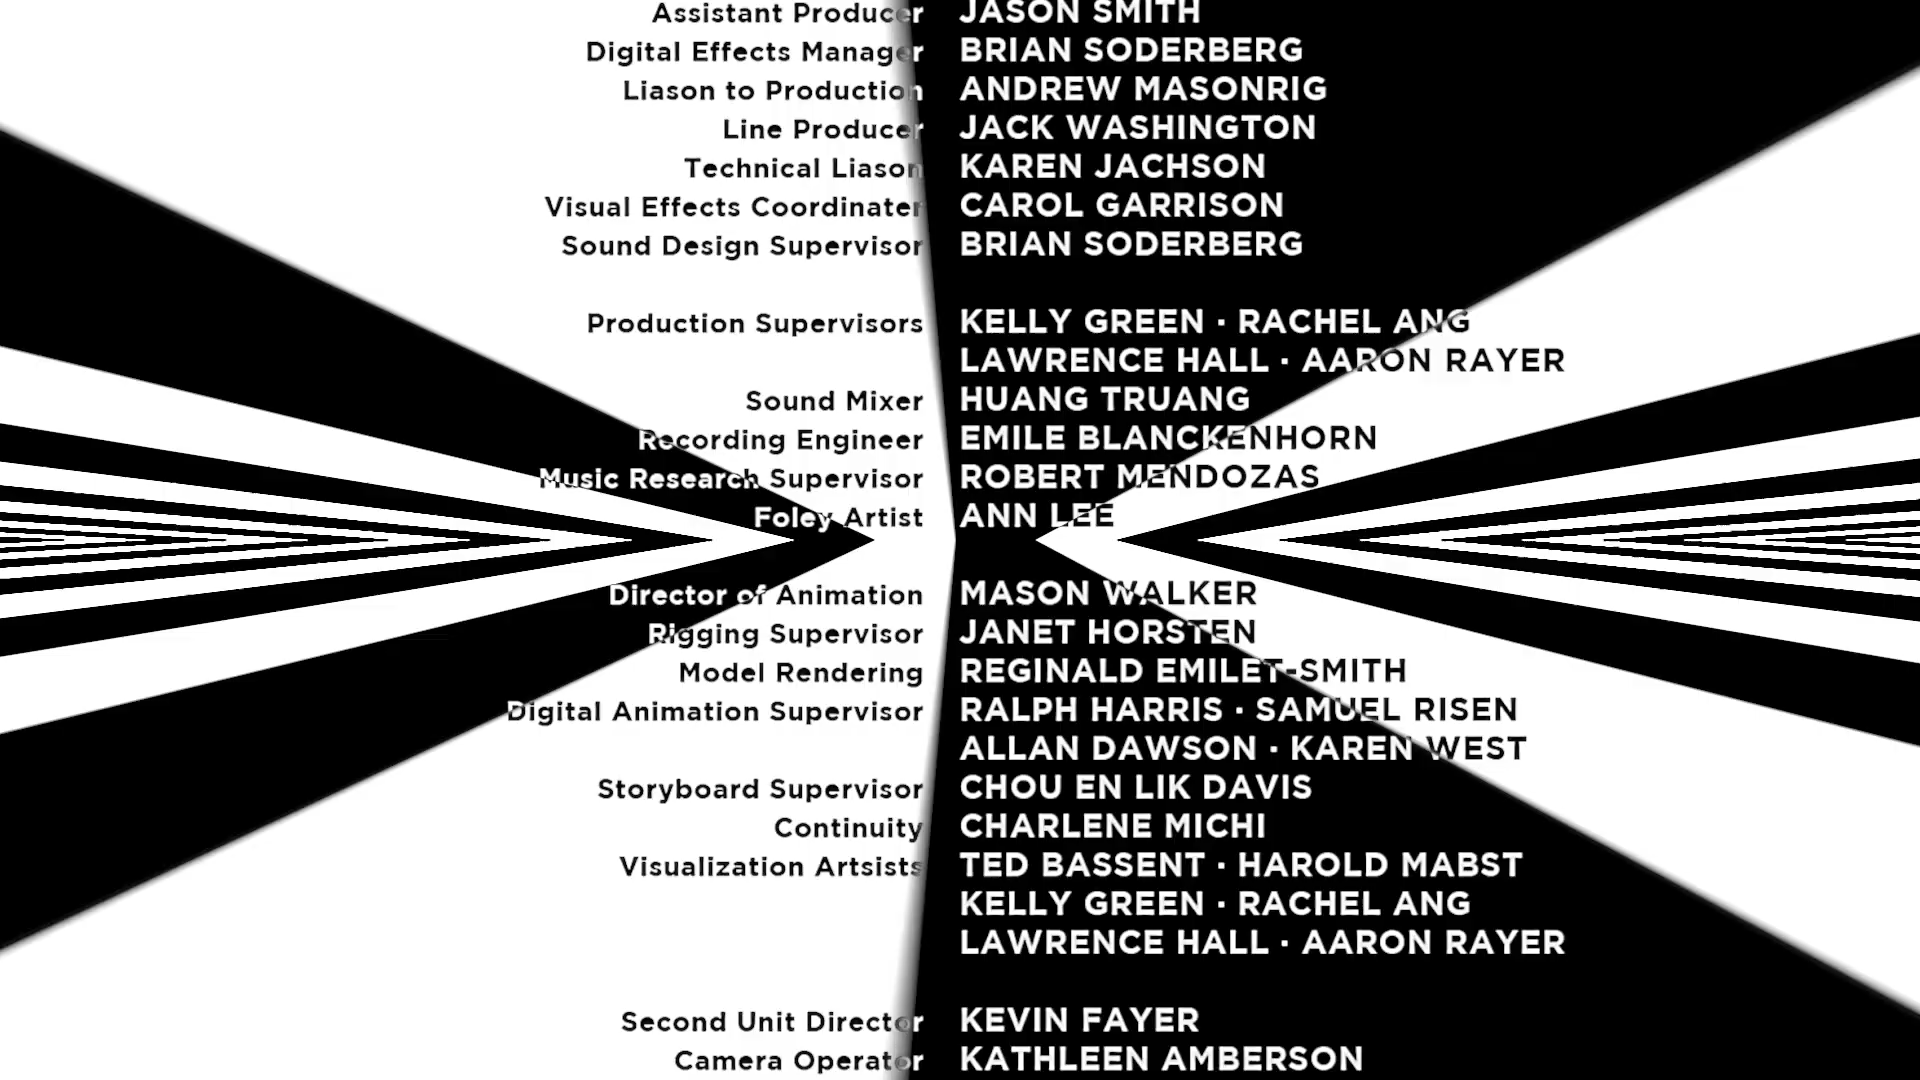 Assistant Producer JASON SMITH
Digital Effects Manager BRIAN SODERBERG
Liason to Production ANDREW MASONRIG
Line Producer JACK WASHINGTON
Technical Liason KAREN JACHSON
Visual Effects Coordinater CAROL GARRISON
Sound Design Supervisor BRIAN SODERBERG
Production Supervisors KELLY GREEN · RACHEL ANG
LAWRENCE HALL · AARON RAYER
Sound Mixer HUANG TRUANG
Recording Engineer EMILE BLANCKENHORN
Music Research Supervisor ROBERT MENDOZAS
Foley Artist ANN LEE
Director of Animation MASON WALKER
Rigging Supervisor JANET HORSTEN
Model Rendering REGINALD EMILET-SMITH
Digital Animation Supervisor RALPH HARRIS · SAMUEL RISEN
ALLAN DAWSON · KAREN WEST
Storyboard Supervisor CHOU EN LIK DAVIS
Continuity CHARLENE MICHI
Visualization Artsists TED BASSENT · HAROLD MABST
KELLY GREEN · RACHEL ANG
LAWRENCE HALL · AARON RAYER
Second Unit Director KEVIN FAYER
Camera Operator KATHLEEN AMBERSON